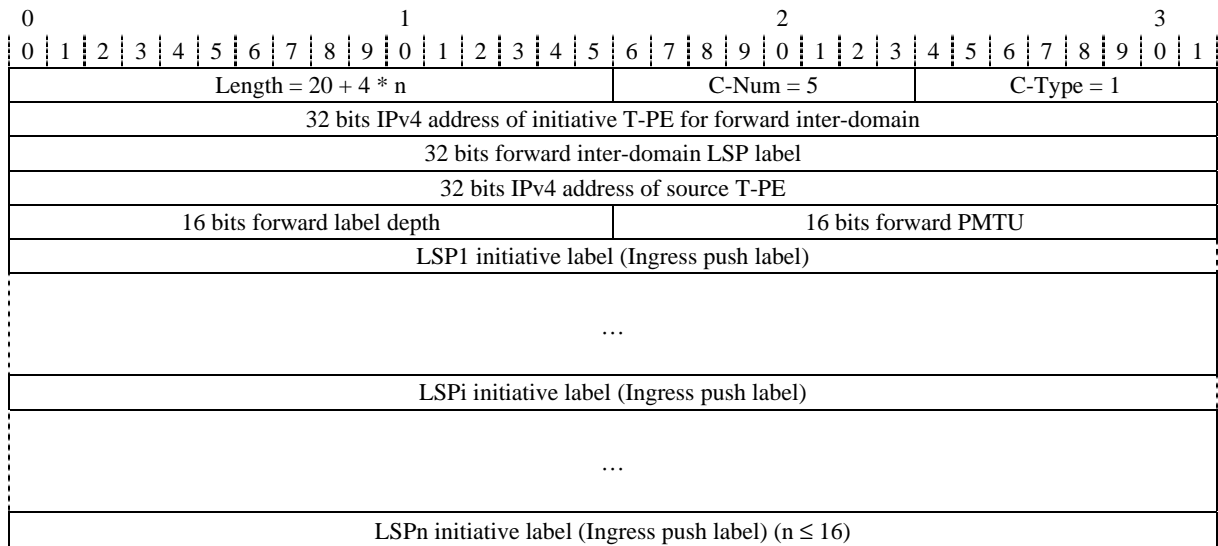 0 1 2 3
0 1 2 3 4 5 6 7 8 9 0 1 2 3 4 5 6 7 8 9 0 1 2 3 4 5 6 7 8 9 0 1
Length = 20 + 4 * n C-Num = 5 C-Type = 1
32 bits IPv4 address of initiative T-PE for forward inter-domain
32 bits forward inter-domain LSP label
32 bits IPv4 address of source T-PE
16 bits forward label depth 16 bits forward PMTU
LSP1 initiative label (Ingress push label)
…
LSPi initiative label (Ingress push label)
…
LSPn initiative label (Ingress push label) (n ≤ 16)